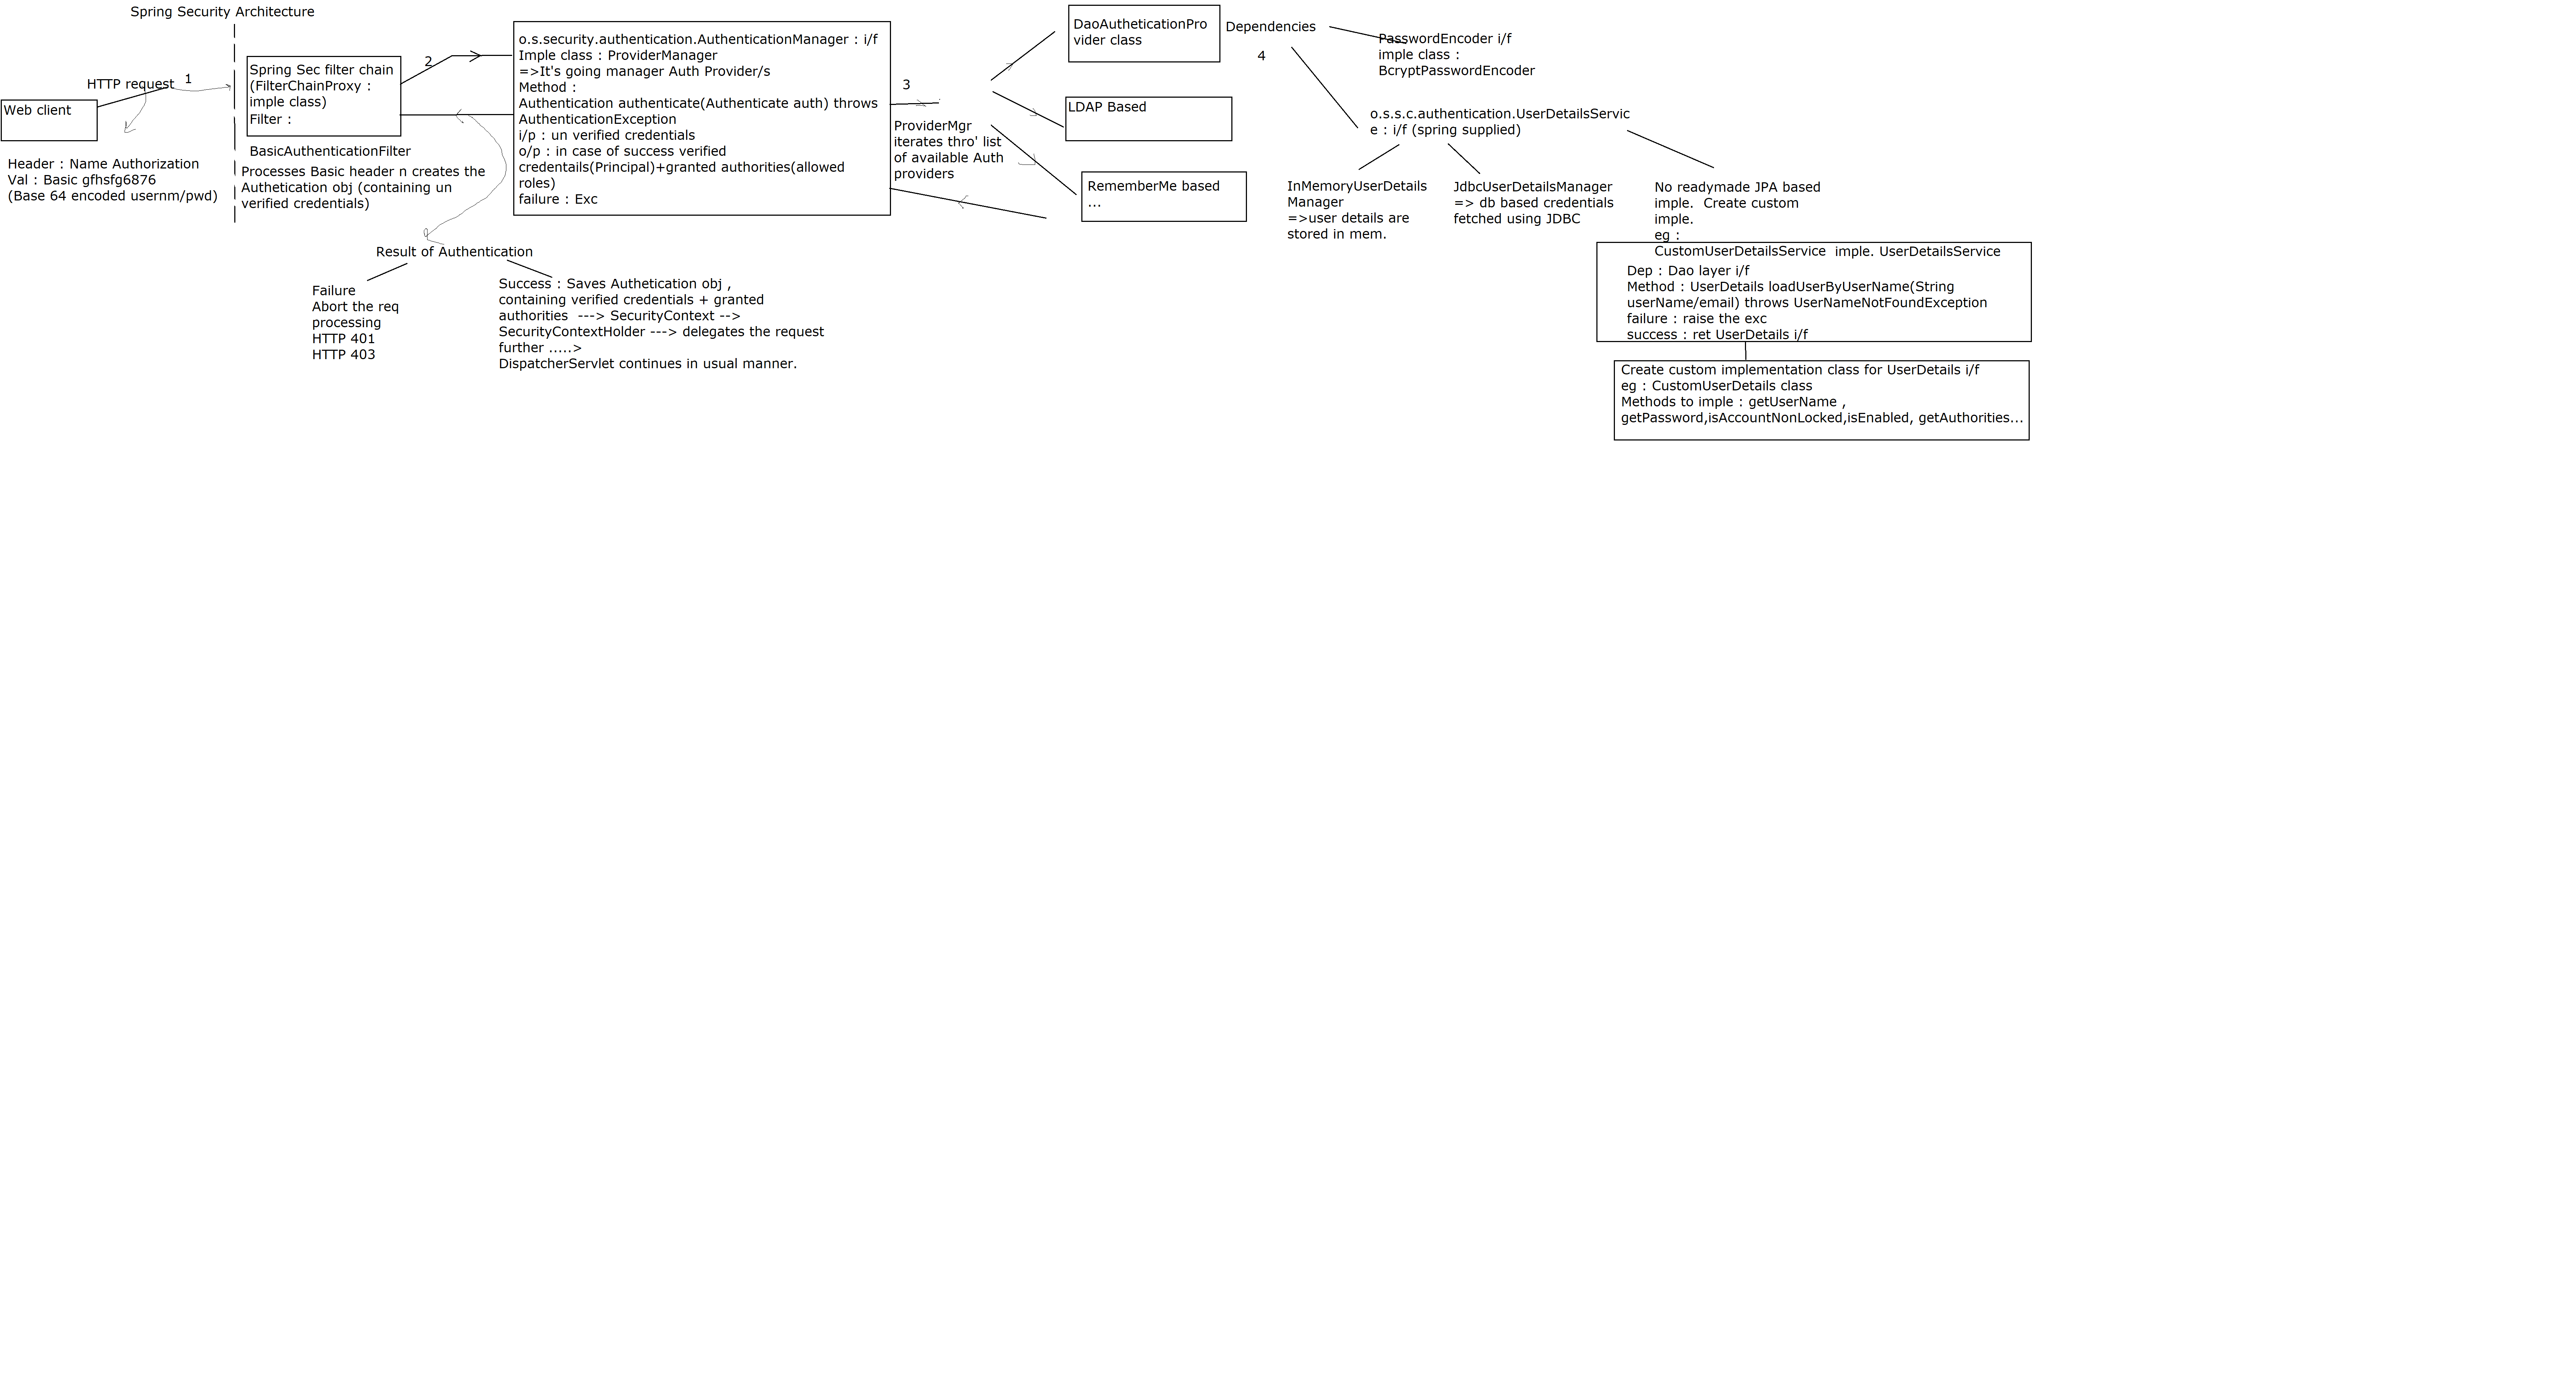 Spring Security Architecture
HTTP request
1
Web client
Header : Name Authorization
Val : Basic gfhsfg6876
(Base 64 encoded usernm/pwd)
Spring Sec filter chain
(FilterChainProxy :
imple class)
Filter :
BasicAuthenticationFilter
Processes Basic header n creates the
Authetication obj (containing un
verified credentials)
2
o.s.security.authentication.AuthenticationManager : i/f
Imple class : ProviderManager
=>It's going manager Auth Provider/s
Method :
Authentication authenticate(Authenticate auth) throws
AuthenticationException
i/p : un verified credentials
o/p : in case of success verified
credentails(Principal)+granted authorities(allowed
roles)
failure : Exc
Result of Authentication
Failure
Abort the req
processing
HTTP 401
HTTP 403
Success : Saves Authetication obj ,
containing verified credentials + granted
authorities  ---> SecurityContext -->
SecurityContextHolder ---> delegates the request
further .....>
DispatcherServlet continues in usual manner.
3
ProviderMgr
iterates thro' list
of available Auth
providers
DaoAutheticationPro
vider class
LDAP Based
RememberMe based
...
Dependencies
4
PasswordEncoder i/f
imple class :
BcryptPasswordEncoder
o.s.s.c.authentication.UserDetailsServic
e : i/f (spring supplied)
InMemoryUserDetails
Manager
=>user details are
stored in mem.
JdbcUserDetailsManager
=> db based credentials
fetched using JDBC
No readymade JPA based
imple.  Create custom
imple.
eg :
CustomUserDetailsService  imple. UserDetailsService
Dep : Dao layer i/f
Method : UserDetails loadUserByUserName(String
userName/email) throws UserNameNotFoundException
failure : raise the exc
success : ret UserDetails i/f
Create custom implementation class for UserDetails i/f
eg : CustomUserDetails class
Methods to imple : getUserName ,
getPassword,isAccountNonLocked,isEnabled, getAuthorities...